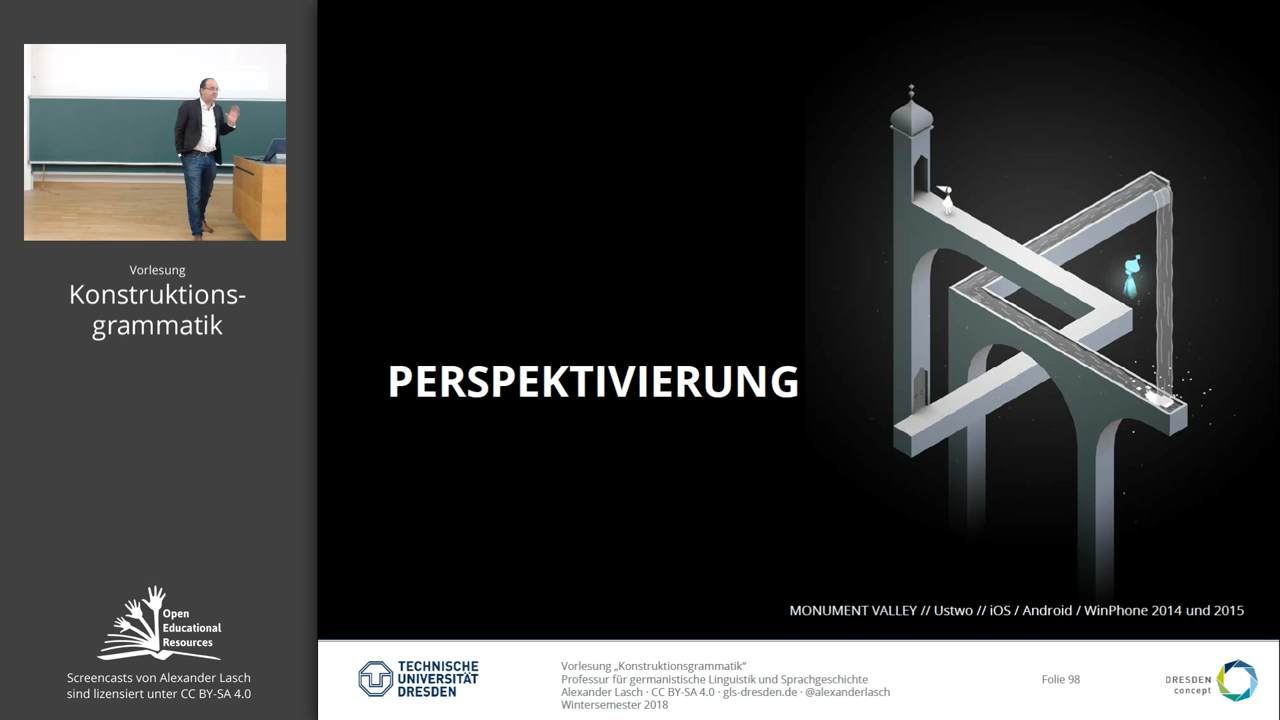 Vorlesung
Konstruktions-
grammatik
Open
Educational
Resources
Screencasts von Alexander Lasch
sind lizensiert unter CC BY-SA 4.0
PERSPEKTIVIERUNG
MONUMENT VALLEY // Ustwo // iOS / Android / WinPhone 2014 und 2015
TECHNISCHE
UNIVERSITÄT
DRESDEN
Vorlesung „Konstruktionsgrammatik“
Professur für germanistische Linguistik und Sprachgeschichte
Alexander Lasch · CC BY-SA 4.0 · gls-dresden.de · @alexanderlasch
Wintersemester 2018
Folie 98
DRESDEN
concept